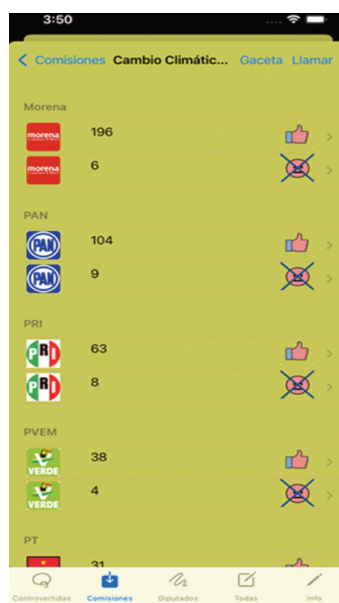 3:50
Comisiones Cambio Climátic... Gaceta Llamar
Morena
morena 196
morena 6
PAN
PAN 104
PAN 9
PRI
PRI 63
PRI 8
PVEM
VERDE 38
VERDE 4
PT
31
Controvertidas Comisiones Diputados Todas Info